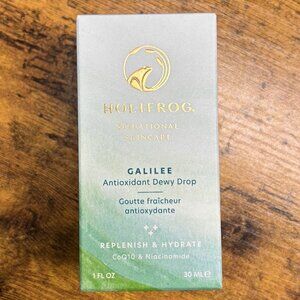 HOLIFROG®
SENSATIONAL
SKINCARE
GALILEE
Antioxidant Dewy Drop
Goutte fraîcheur
antioxydante
REPLENISH & HYDRATE
CoQ10 & Niacinamide
1 FL OZ 30 ML ℮